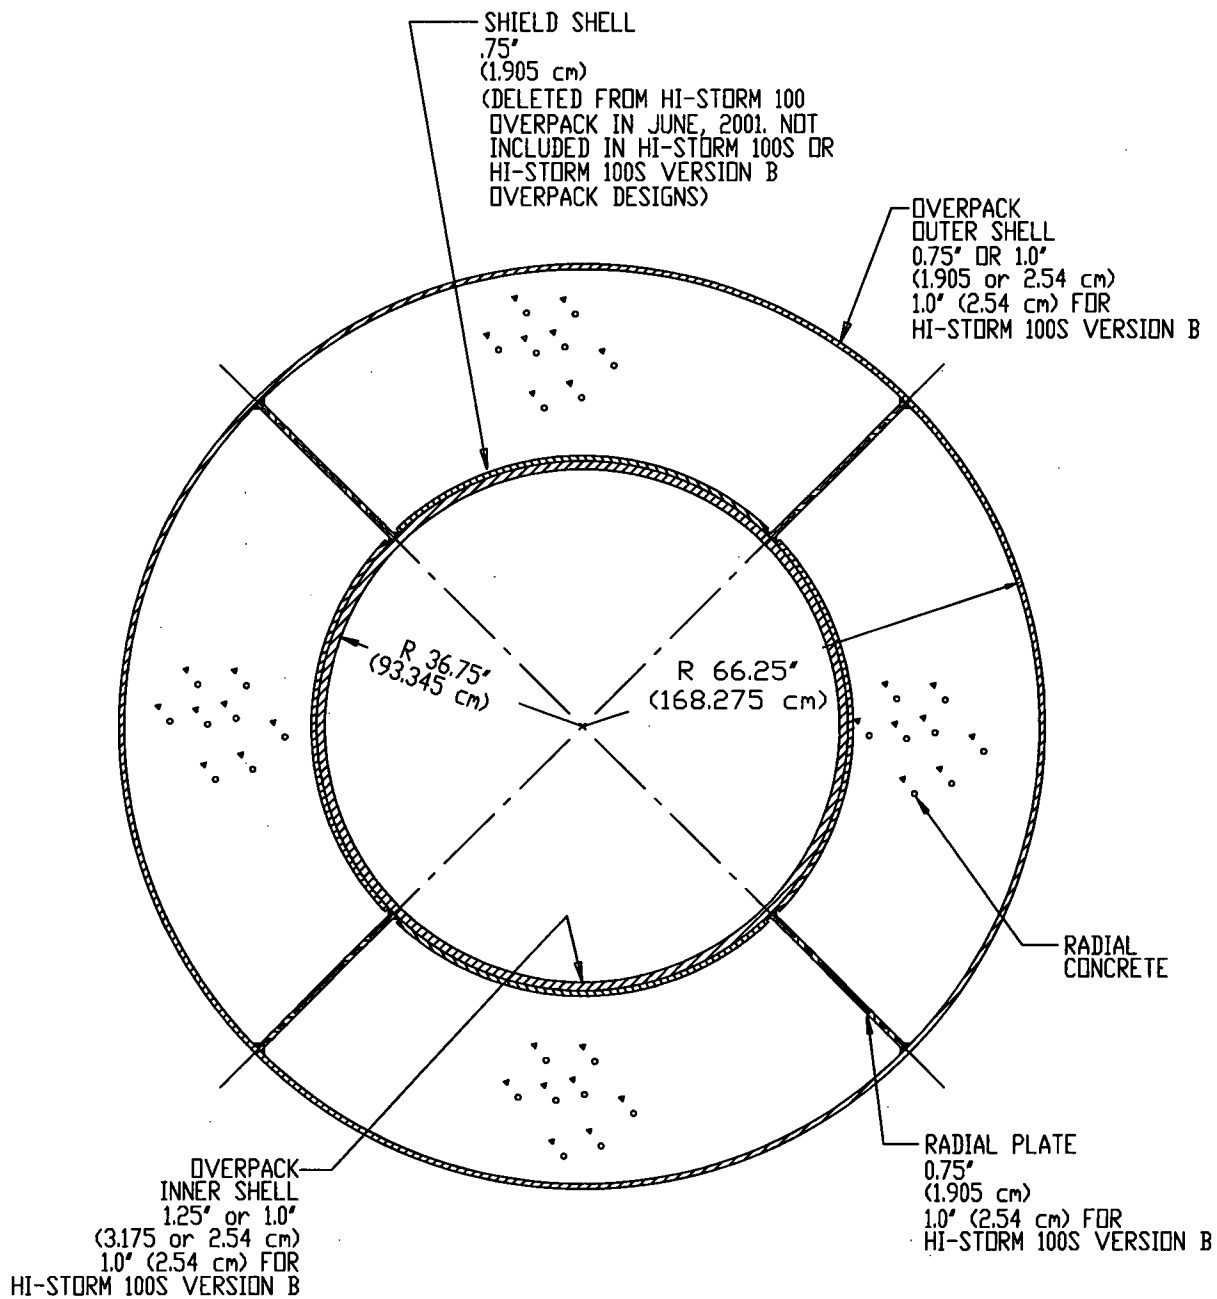 SHIELD SHELL
.75"
(1.905 cm)
(DELETED FROM HI-STORM 100
OVERPACK IN JUNE, 2001. NOT
INCLUDED IN HI-STORM 100S OR
HI-STORM 100S VERSION B
OVERPACK DESIGNS)
OVERPACK
OUTER SHELL
0.75" OR 1.0"
(1.905 or 2.54 cm)
1.0" (2.54 cm) FOR
HI-STORM 100S VERSION B
R 36.75"
(93.345 cm)
R 66.25"
(168.275 cm)
RADIAL
CONCRETE
RADIAL PLATE
0.75"
(1.905 cm)
1.0" (2.54 cm) FOR
HI-STORM 100S VERSION B
OVERPACK
INNER SHELL
1.25" or 1.0"
(3.175 or 2.54 cm)
1.0" (2.54 cm) FOR
HI-STORM 100S VERSION B